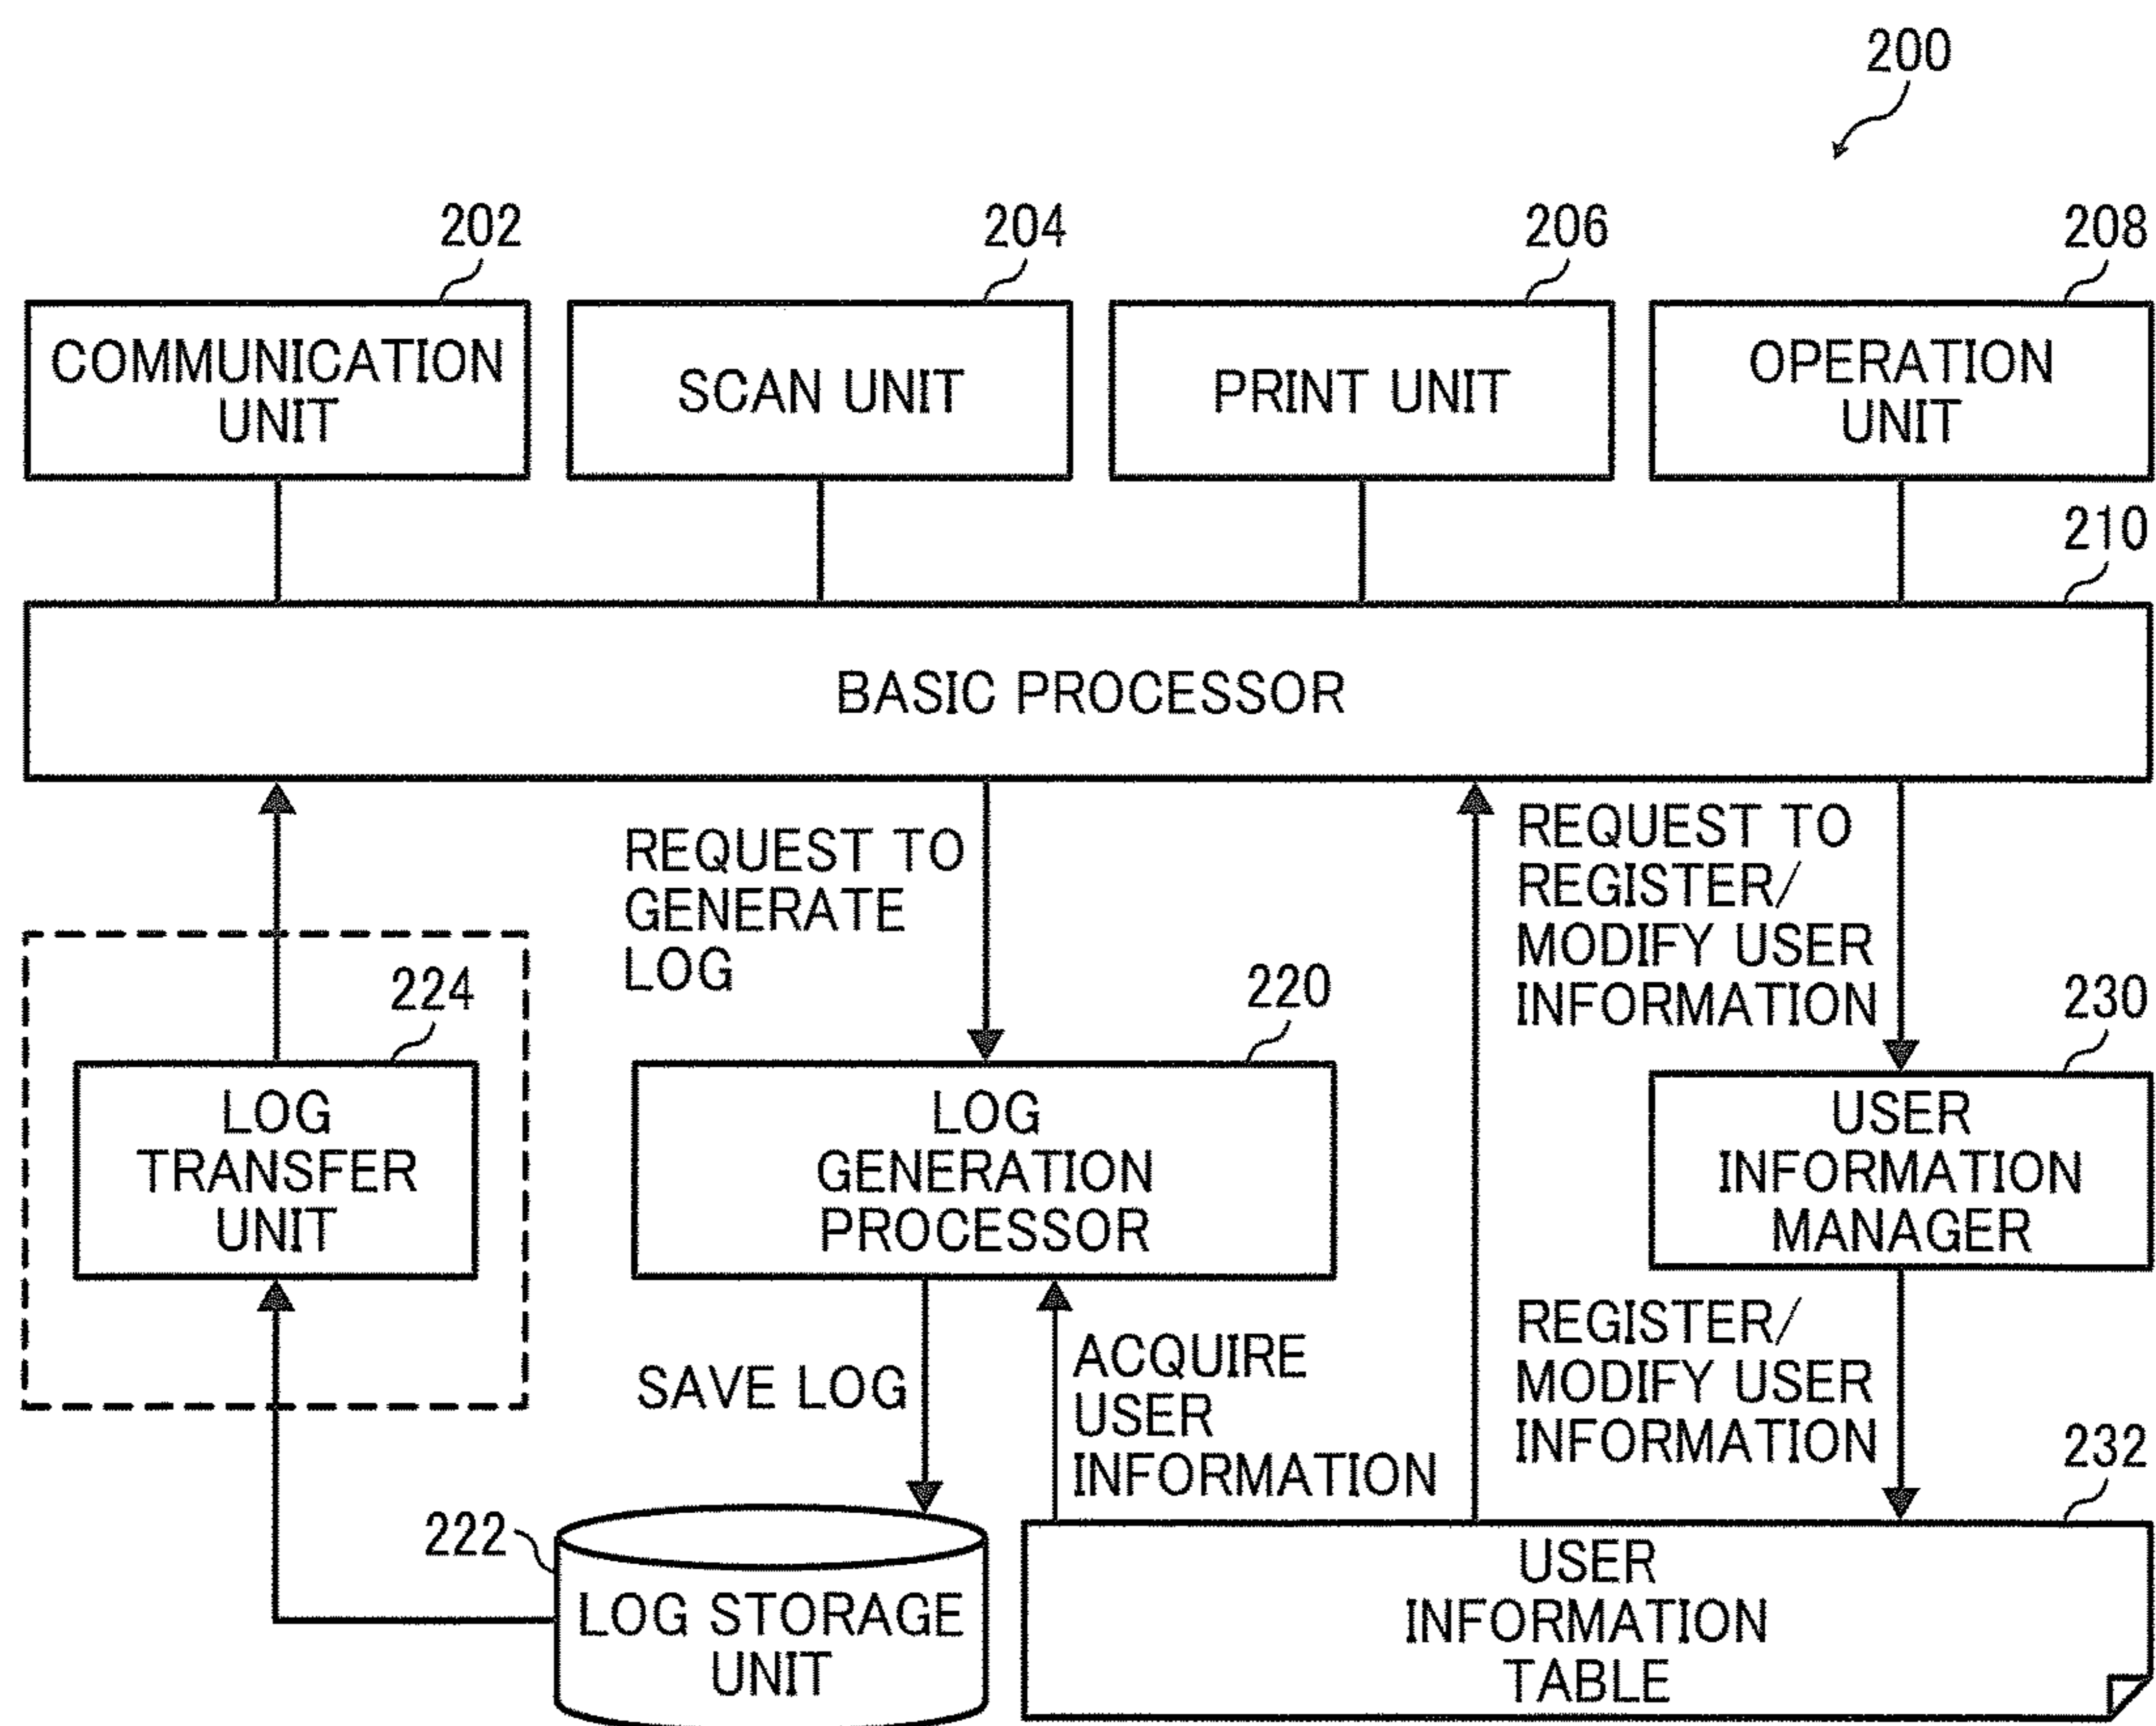 200
202
204
206
208
COMMUNICATION
UNIT
SCAN UNIT
PRINT UNIT
OPERATION
UNIT
210
BASIC PROCESSOR
REQUEST TO
GENERATE
LOG
REQUEST TO
REGISTER/
MODIFY USER
INFORMATION
224
220
230
LOG
TRANSFER
UNIT
LOG
GENERATION
PROCESSOR
USER
INFORMATION
MANAGER
SAVE LOG
ACQUIRE
USER
INFORMATION
REGISTER/
MODIFY USER
INFORMATION
222
232
LOG STORAGE
UNIT
USER
INFORMATION
TABLE